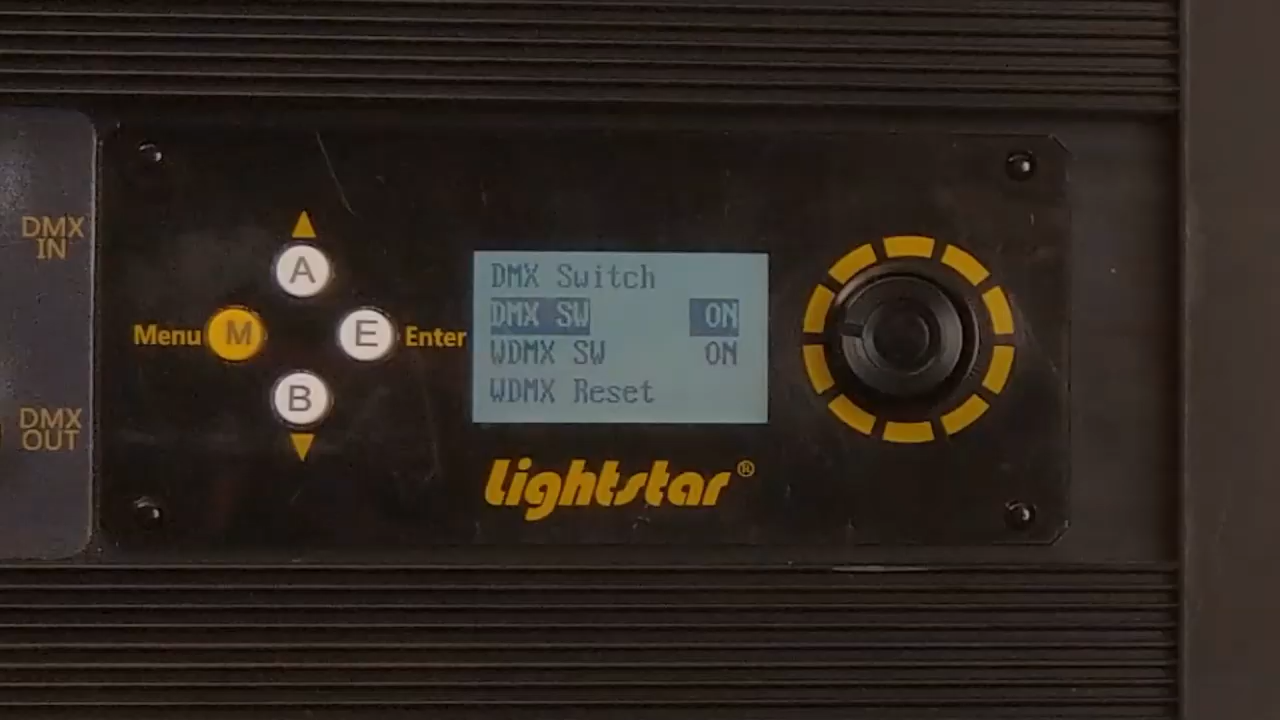 DMX
IN
DMX
OUT
A
Menu M
E Enter
B
DMX Switch
DMX SW ON
WDMX SW ON
WDMX Reset
Lightstar®